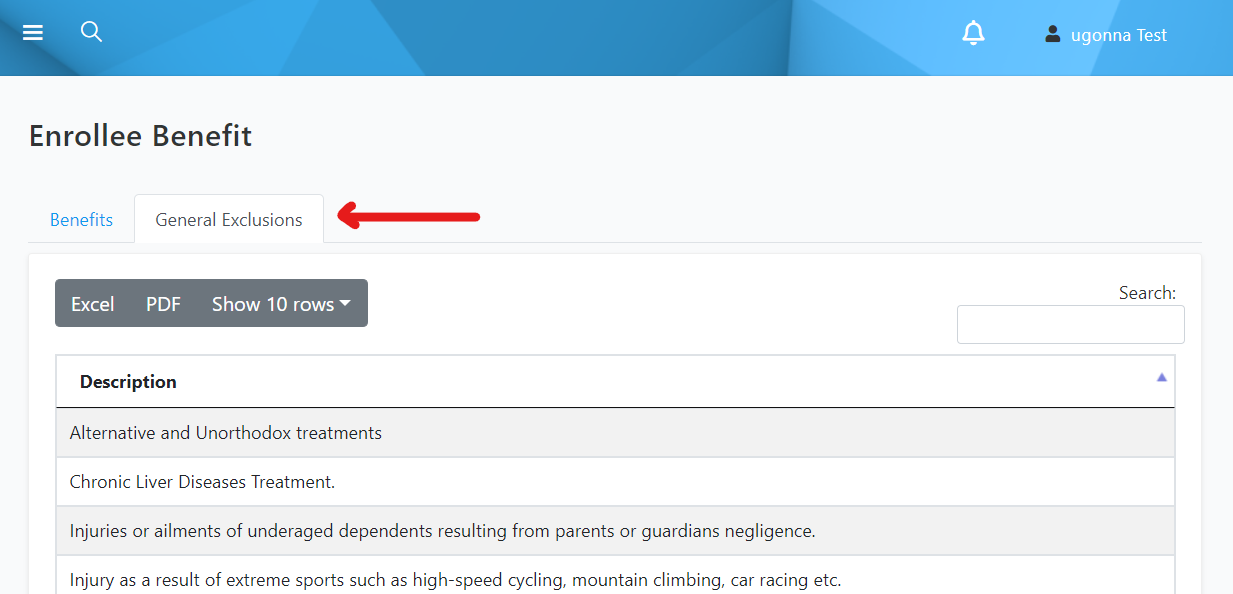 ugonna Test
Enrollee Benefit
Benefits
General Exclusions
Excel
PDF
Show 10 rows
Search:
Description
Alternative and Unorthodox treatments
Chronic Liver Diseases Treatment.
Injuries or ailments of underaged dependents resulting from parents or guardians negligence.
Injury as a result of extreme sports such as high-speed cycling, mountain climbing, car racing etc.